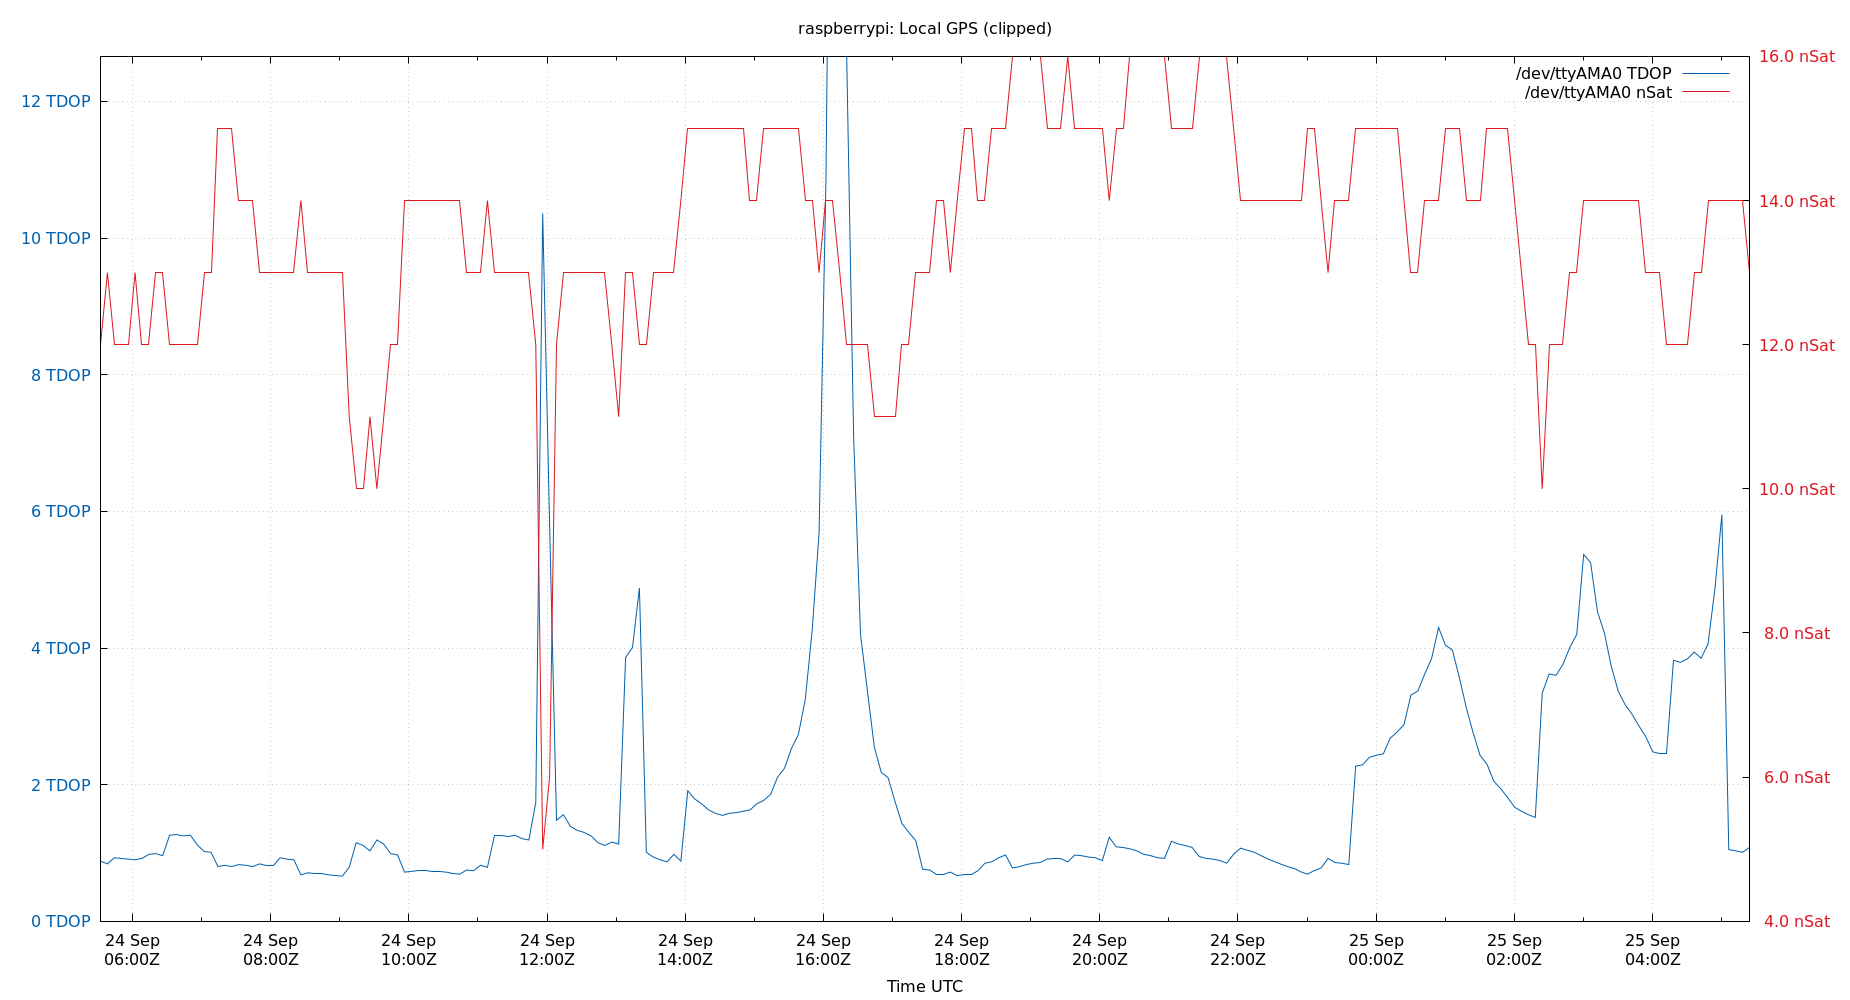 raspberrypi: Local GPS (clipped)
/dev/ttyAMA0 TDOP
/dev/ttyAMA0 nSat
12 TDOP
10 TDOP
8 TDOP
6 TDOP
4 TDOP
2 TDOP
0 TDOP
16.0 nSat
14.0 nSat
12.0 nSat
10.0 nSat
8.0 nSat
6.0 nSat
4.0 nSat
24 Sep 24 Sep 24 Sep 24 Sep 24 Sep 24 Sep 24 Sep 24 Sep 24 Sep 25 Sep 25 Sep 25 Sep
06:00Z 08:00Z 10:00Z 12:00Z 14:00Z 16:00Z 18:00Z 20:00Z 22:00Z 00:00Z 02:00Z 04:00Z
Time UTC